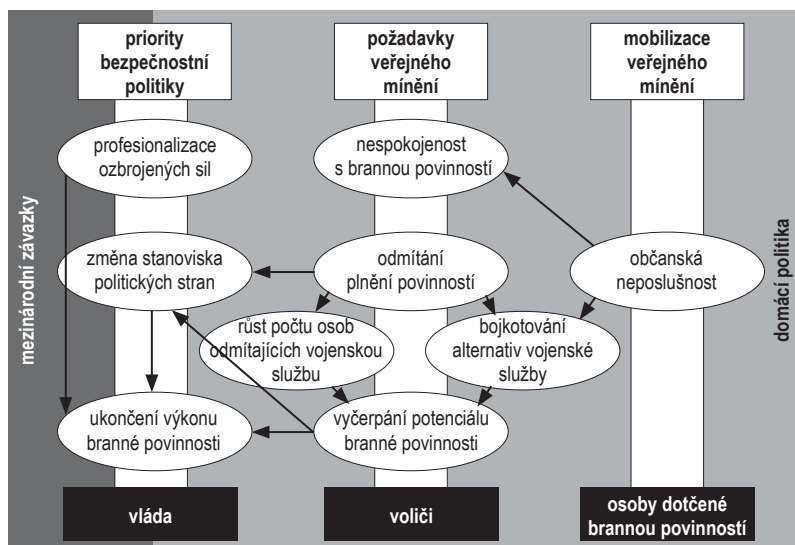 priority
bezpečnostní
politiky
požadavky
veřejného
mínění
mobilizace
veřejného
mínění
profesionalizace
ozbrojených sil
nespokojenost
s brannou povinností
mezinárodní závazky
změna stanoviska
politických stran
odmítání
plnění povinností
občanská
neposlušnost
domácí politika
růst počtu osob
odmítajících vojenskou
službu
bojkotování
alternativ vojenské
služby
ukončení výkonu
branné povinnosti
vyčerpání potenciálu
branné povinnosti
vláda
voliči
osoby dotčené
brannou povinností